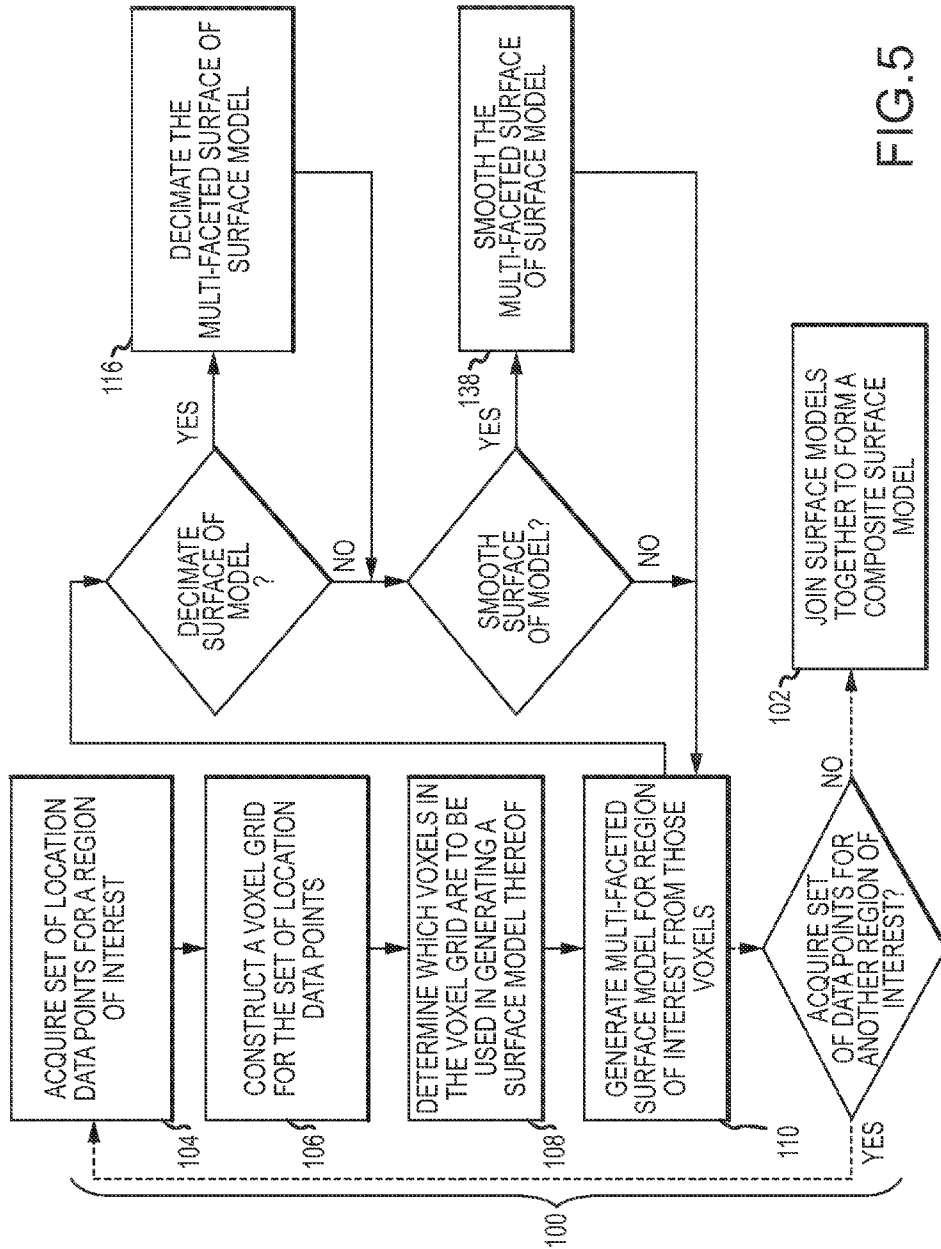 ACQUIRE SET OF LOCATION
DATA POINTS FOR A REGION
OF INTEREST
104
CONSTRUCT A VOXEL GRID
FOR THE SET OF LOCATION
DATA POINTS
106
DETERMINE WHICH VOXELS IN
THE VOXEL GRID ARE TO BE
USED IN GENERATING A
SURFACE MODEL THEREOF
108
GENERATE MULTI-FACETED
SURFACE MODEL FOR REGION
OF INTEREST FROM THOSE
VOXELS
110
ACQUIRE SET
OF DATA POINTS FOR
ANOTHER REGION OF
INTEREST?
YES
NO
100
DECIMATE
SURFACE OF
MODEL
?
YES
NO
116
DECIMATE THE
MULTI-FACETED SURFACE OF
SURFACE MODEL
SMOOTH
SURFACE
OF MODEL?
YES
NO
138
SMOOTH THE
MULTI-FACETED SURFACE
OF SURFACE MODEL
102
JOIN SURFACE MODELS
TOGETHER TO FORM A
COMPOSITE SURFACE
MODEL
FIG.5